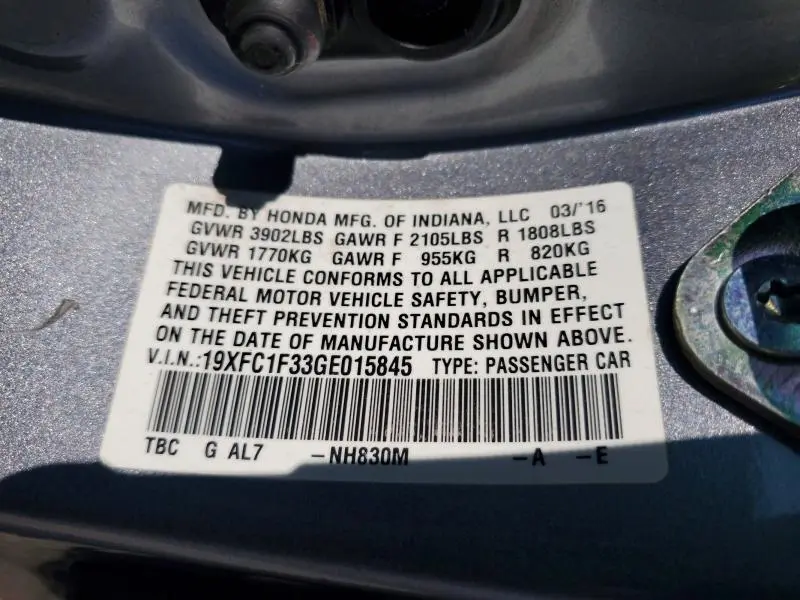 MFD. BY HONDA MFG. OF INDIANA, LLC 03/'16
GVWR 3902LBS GAWR F 2105LBS R 1808LBS
GVWR 1770KG GAWR F 955KG R 820KG
THIS VEHICLE CONFORMS TO ALL APPLICABLE
FEDERAL MOTOR VEHICLE SAFETY, BUMPER,
AND THEFT PREVENTION STANDARDS IN EFFECT
ON THE DATE OF MANUFACTURE SHOWN ABOVE.
V.I.N.:19XFC1F33GE015845 TYPE: PASSENGER CAR
TBC G AL7 -NH830M -A -E